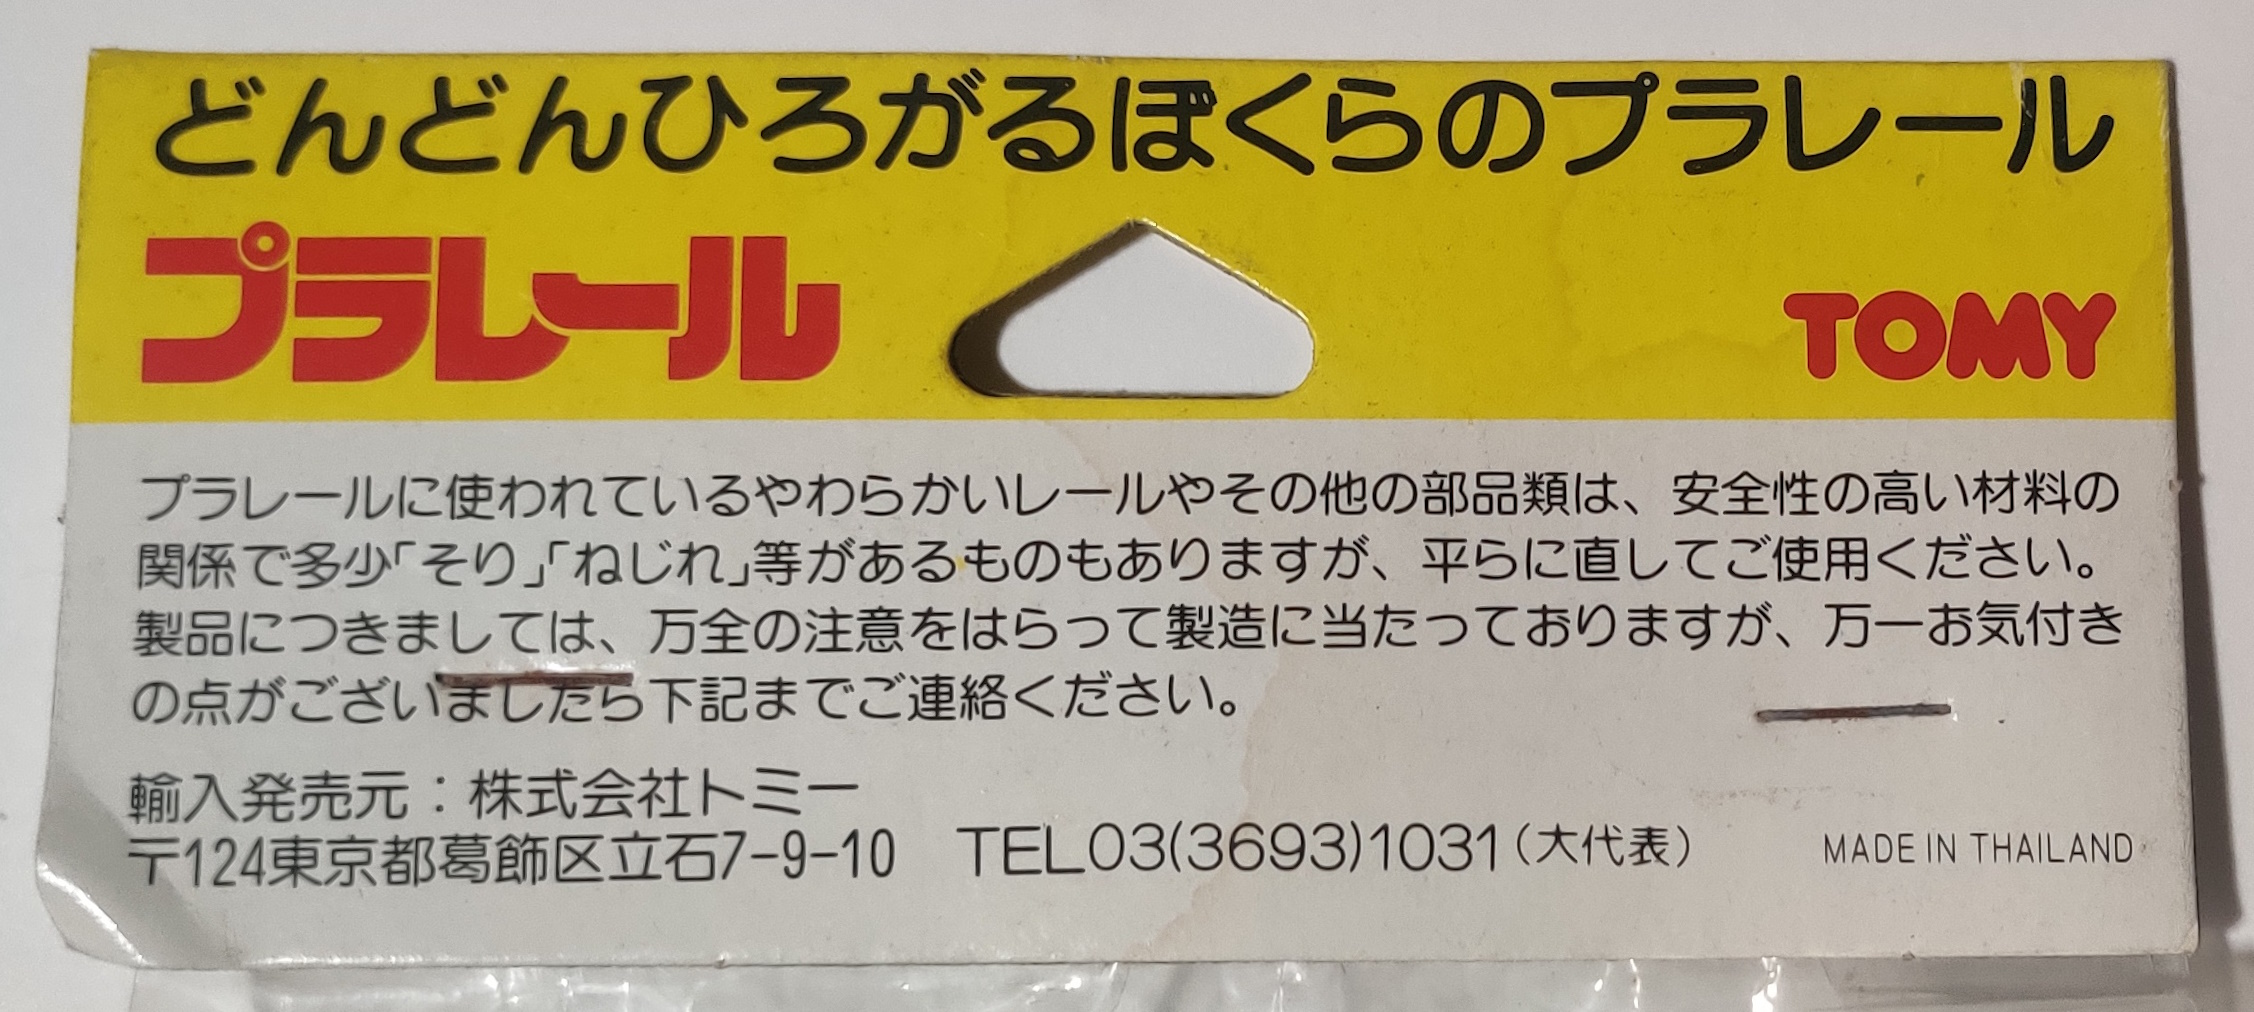 どんどんひろがるぼくらのプラレール
プラレール
TOMY
プラレールに使われているやわらかいレールやその他の部品類は、安全性の高い材料の
関係で多少「そり」「ねじれ」等があるものもありますが、平らに直してご使用ください。
製品につきましては、万全の注意をはらって製造に当たっておりますが、万一お気付き
の点がございましたら下記までご連絡ください。
輸入発売元：株式会社トミー
〒124東京都葛飾区立石7-9-10 TEL03(3693)1031（大代表） MADE IN THAILAND